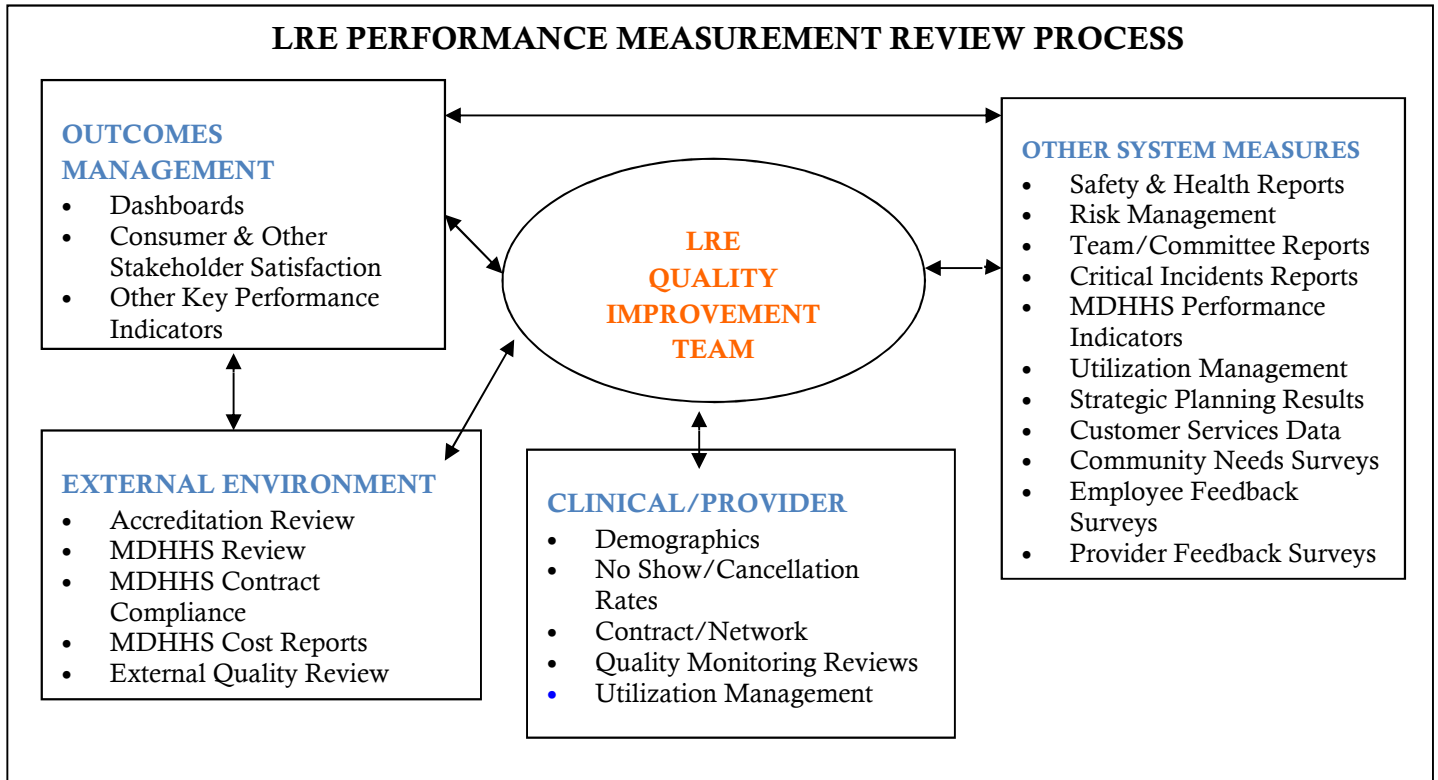 LRE PERFORMANCE MEASUREMENT REVIEW PROCESS
OUTCOMES
MANAGEMENT
• Dashboards
• Consumer & Other
Stakeholder Satisfaction
• Other Key Performance
Indicators
LRE
QUALITY
IMPROVEMENT
TEAM
OTHER SYSTEM MEASURES
• Safety & Health Reports
• Risk Management
• Team/Committee Reports
• Critical Incidents Reports
• MDHHS Performance
Indicators
• Utilization Management
• Strategic Planning Results
• Customer Services Data
• Community Needs Surveys
• Employee Feedback
Surveys
• Provider Feedback Surveys
EXTERNAL ENVIRONMENT
• Accreditation Review
• MDHHS Review
• MDHHS Contract
Compliance
• MDHHS Cost Reports
• External Quality Review
CLINICAL/PROVIDER
• Demographics
• No Show/Cancellation
Rates
• Contract/Network
• Quality Monitoring Reviews
• Utilization Management